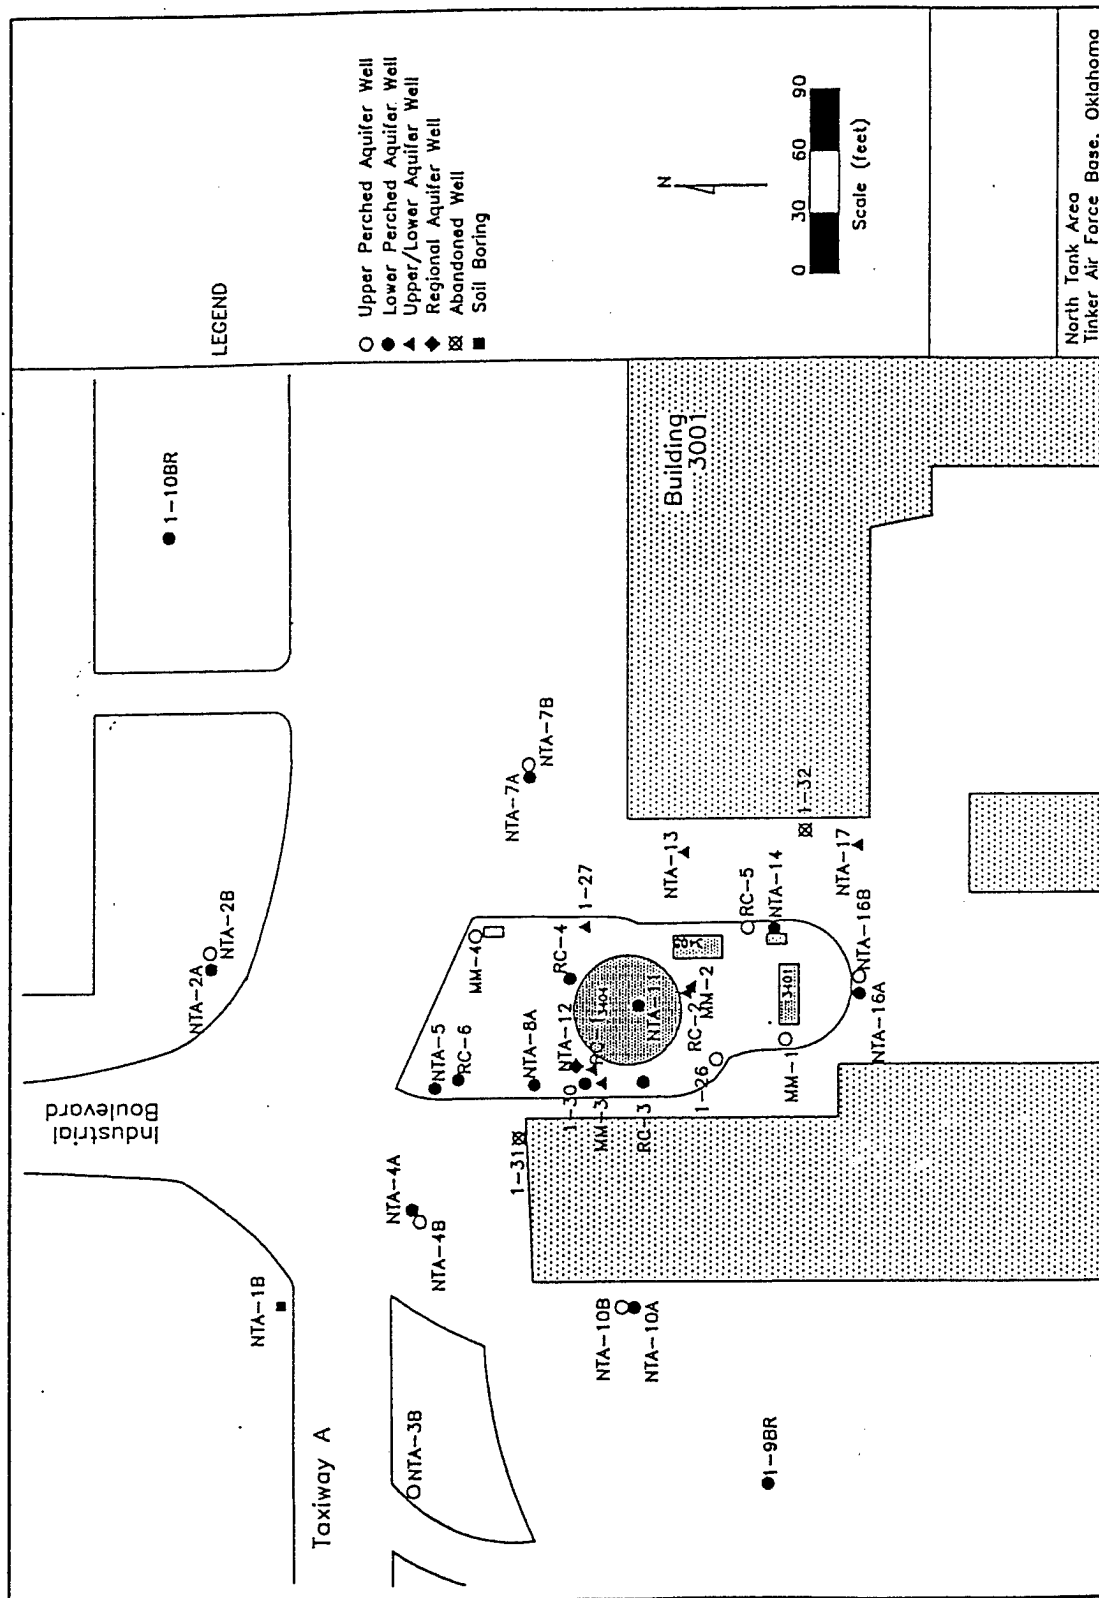 Industrial
Boulevard
Taxiway A
NTA-1B
NTA-2A
NTA-2B
1-10BR
NTA-3B
NTA-4A
NTA-4B
NTA-5
RC-6
MM-4
NTA-7A
NTA-7B
1-31
NTA-8A
NTA-12
RC-1
1-30
MM-3
RC-3
RC-4
1-27
3404
NTA-11
NTA-10B
NTA-10A
NTA-13
RC-2
MM-2
1-26
MM-1
3401
RC-5
NTA-14
1-32
NTA-17
NTA-16B
NTA-16A
1-9BR
Building
3001
LEGEND
Upper Perched Aquifer Well
Lower Perched Aquifer Well
Upper/Lower Aquifer Well
Regional Aquifer Well
Abandoned Well
Soil Boring
N
0 30 60 90
Scale (feet)
North Tank Area
Tinker Air Force Base, Oklahoma